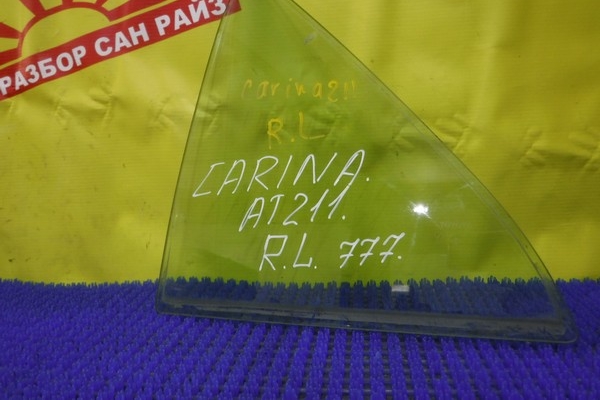 РАЗБОР САН РАЙЗ
Carina 211
R.L
CARINA.
AT211.
R.L. 777.